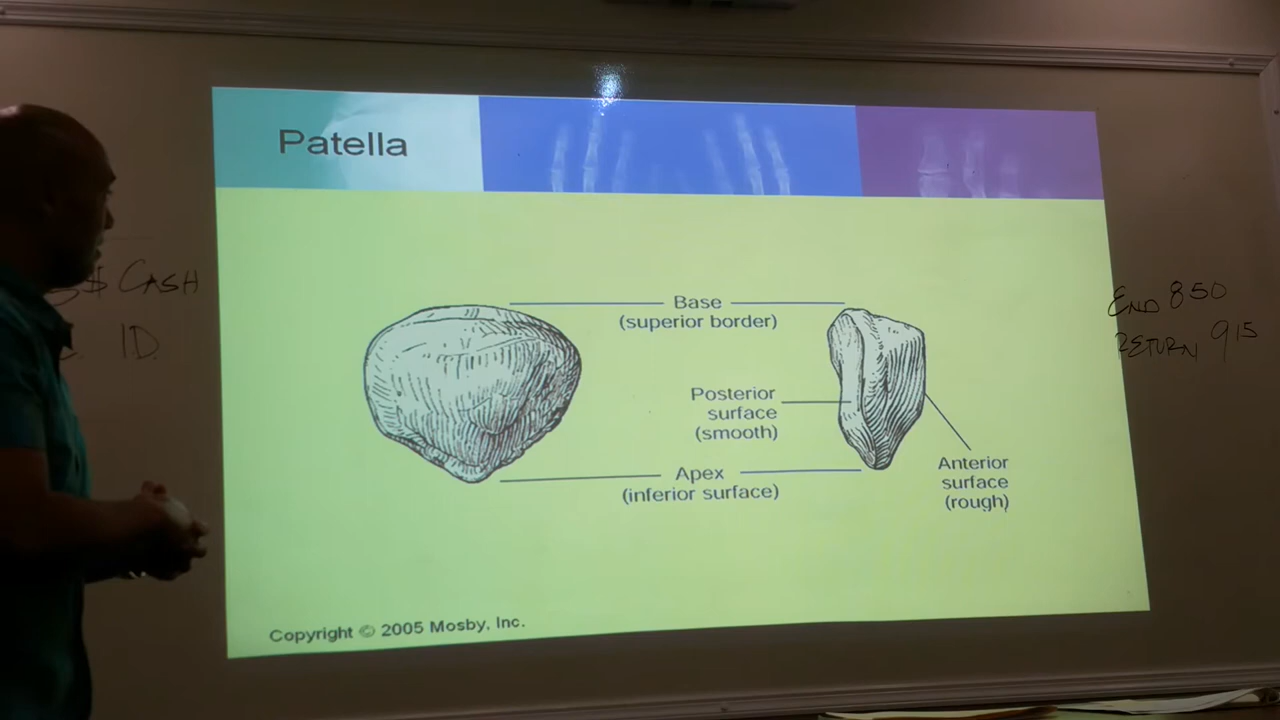 Patella
$ CASH
ID
Base
(superior border)
Posterior
surface
(smooth)
Apex
(inferior surface)
Anterior
surface
(rough)
END 850
RETURN 915
Copyright © 2005 Mosby, Inc.